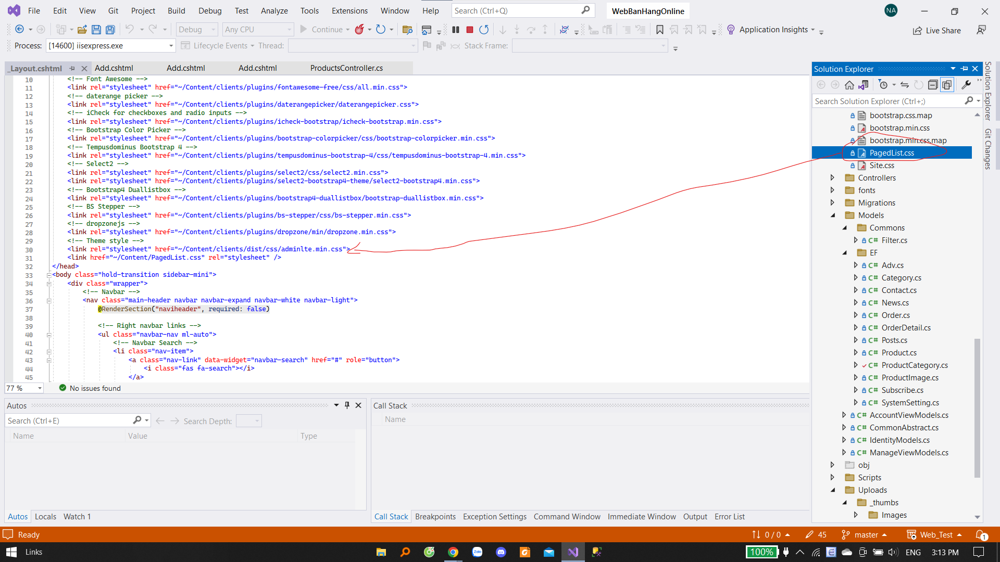 File Edit View Git Project Build Debug Test Analyze Tools Extensions Window Help Search (Ctrl+Q) WebBanHangOnline NA
Debug Any CPU Continue Application Insights Live Share
Process: [14600] iisexpress.exe Lifecycle Events Thread: Stack Frame:
_Layout.cshtml Add.cshtml Add.cshtml Add.cshtml ProductsController.cs
10 <!-- Font Awesome -->
11 <link rel="stylesheet" href="~/Content/clients/plugins/fontawesome-free/css/all.min.css">
12 <!-- daterange picker -->
13 <link rel="stylesheet" href="~/Content/clients/plugins/daterangepicker/daterangepicker.css">
14 <!-- iCheck for checkboxes and radio inputs -->
15 <link rel="stylesheet" href="~/Content/clients/plugins/icheck-bootstrap/icheck-bootstrap.min.css">
16 <!-- Bootstrap Color Picker -->
17 <link rel="stylesheet" href="~/Content/clients/plugins/bootstrap-colorpicker/css/bootstrap-colorpicker.min.css">
18 <!-- Tempusdominus Bootstrap 4 -->
19 <link rel="stylesheet" href="~/Content/clients/plugins/tempusdominus-bootstrap-4/css/tempusdominus-bootstrap-4.min.css">
20 <!-- Select2 -->
21 <link rel="stylesheet" href="~/Content/clients/plugins/select2/css/select2.min.css">
22 <link rel="stylesheet" href="~/Content/clients/plugins/select2-bootstrap4-theme/select2-bootstrap4.min.css">
23 <!-- Bootstrap4 Duallistbox -->
24 <link rel="stylesheet" href="~/Content/clients/plugins/bootstrap4-duallistbox/bootstrap-duallistbox.min.css">
25 <!-- BS Stepper -->
26 <link rel="stylesheet" href="~/Content/clients/plugins/bs-stepper/css/bs-stepper.min.css">
27 <!-- dropzonejs -->
28 <link rel="stylesheet" href="~/Content/clients/plugins/dropzone/min/dropzone.min.css">
29 <!-- Theme style -->
30 <link rel="stylesheet" href="~/Content/clients/dist/css/adminlte.min.css">
31 <link href="~/Content/PagedList.css" rel="stylesheet" />
32 </head>
33 <body class="hold-transition sidebar-mini">
34 <div class="wrapper">
35 <!-- Navbar -->
36 <nav class="main-header navbar navbar-expand navbar-white navbar-light">
37 @RenderSection("naviheader", required: false)
38
39 <!-- Right navbar links -->
40 <ul class="navbar-nav ml-auto">
41 <!-- Navbar Search -->
42 <li class="nav-item">
43 <a class="nav-link" data-widget="navbar-search" href="#" role="button">
44 <i class="fas fa-search"></i>
45 </a>
77 % No issues found
Autos
Search (Ctrl+E) Search Depth:
Name Value Type
Autos Locals Watch 1
Call Stack
Name
Call Stack Breakpoints Exception Settings Command Window Immediate Window Output Error List
Solution Explorer
Search Solution Explorer (Ctrl+;)
bootstrap.css.map
bootstrap.min.css
bootstrap.min.css.map
PagedList.css
Site.css
Controllers
fonts
Migrations
Models
Commons
C# Filter.cs
EF
C# Adv.cs
C# Category.cs
C# Contact.cs
C# News.cs
C# Order.cs
C# OrderDetail.cs
C# Posts.cs
C# Product.cs
C# ProductCategory.cs
C# ProductImage.cs
C# Subscribe.cs
C# SystemSetting.cs
C# AccountViewModels.cs
C# CommonAbstract.cs
C# IdentityModels.cs
C# ManageViewModels.cs
obj
Scripts
Uploads
_thumbs
Images
Solution Explorer
Git Changes
Ready 0 / 0 45 master Web_Test 1
Links Zalo 100% E ENG 3:13 PM